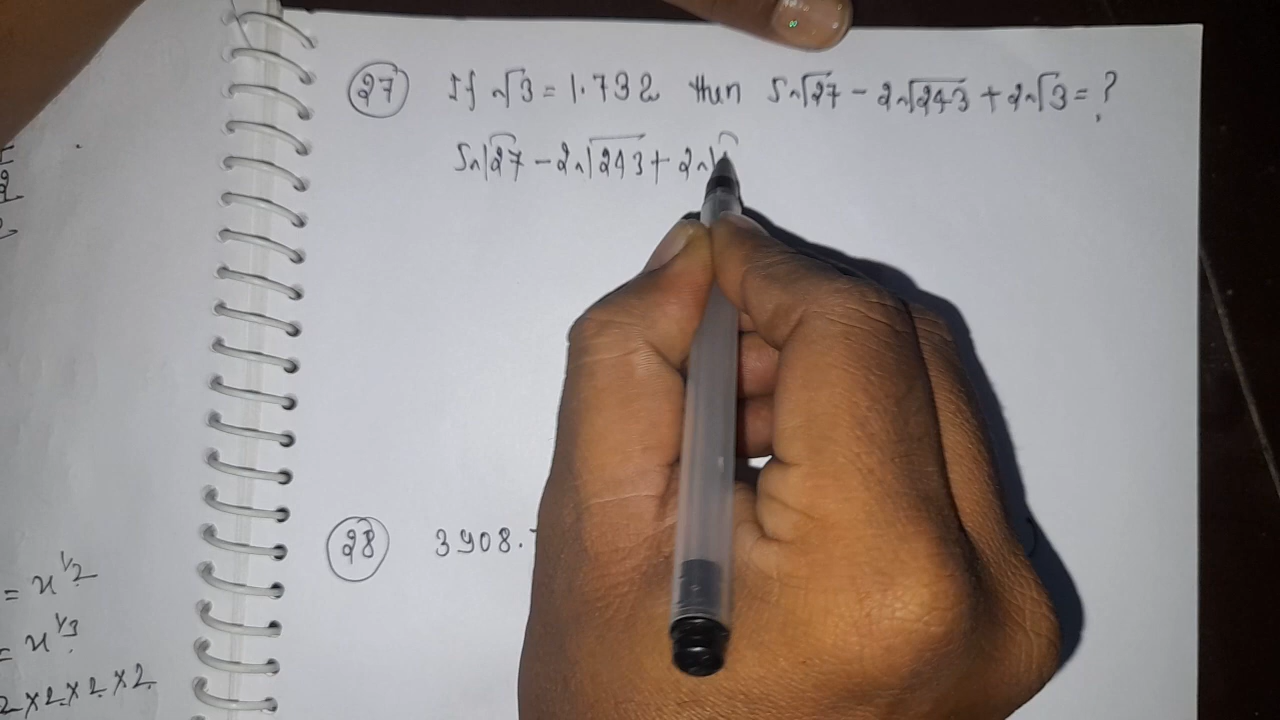 27 If √3 = 1.732 then 5√27 - 2√243 + 2√3 = ?
5√27 - 2√243 + 2√
28 3908.
= x^1/2
= x^1/3
2×2×2×2